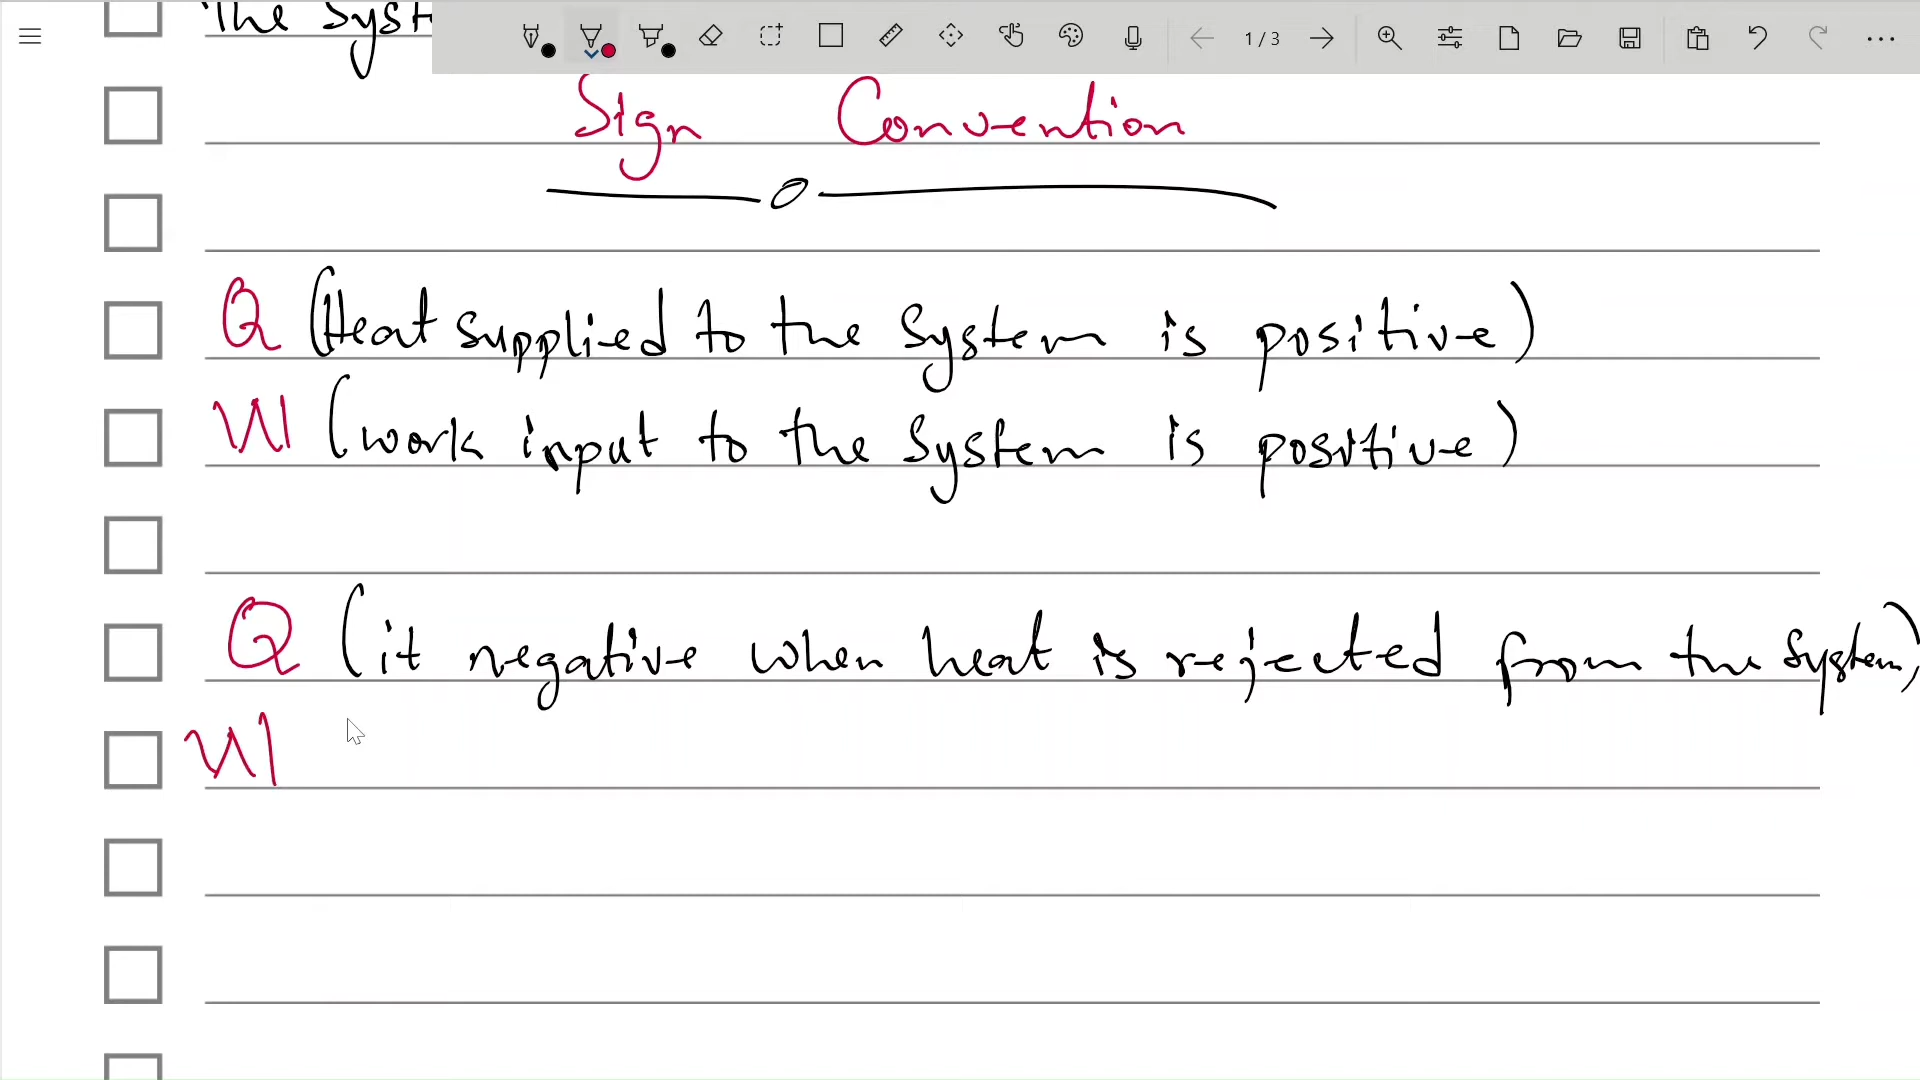 The Syst
1 / 3
Sign Convention
Q (Heat supplied to the System is positive)
W (work input to the System is positive)
Q (it negative when heat is rejected from the System)
W